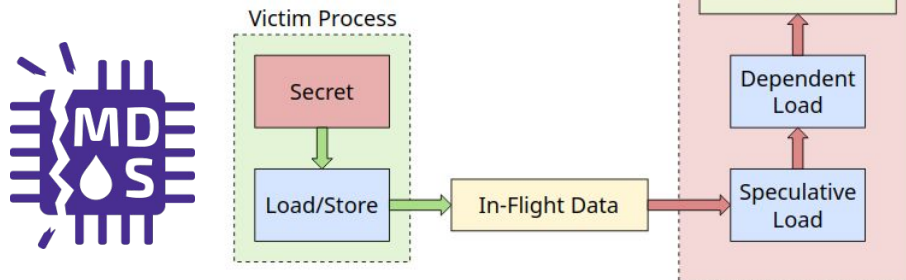 MD
S
Victim Process
Secret
Load/Store
In-Flight Data
Dependent
Load
Speculative
Load